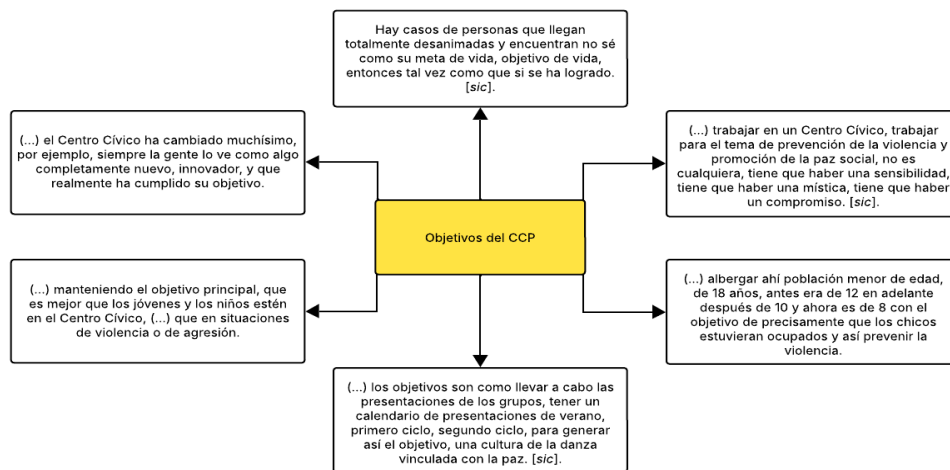 Hay casos de personas que llegan
totalmente desanimadas y encuentran no sé
como su meta de vida, objetivo de vida,
entonces tal vez como que si se ha logrado.
[sic].
(...) el Centro Cívico ha cambiado muchísimo,
por ejemplo, siempre la gente lo ve como algo
completamente nuevo, innovador, y que
realmente ha cumplido su objetivo.
(...) trabajar en un Centro Cívico, trabajar
para el tema de prevención de la violencia y
promoción de la paz social, no es
cualquiera, tiene que haber una sensibilidad,
tiene que haber una mística, tiene que haber
un compromiso. [sic].
Objetivos del CCP
(...) manteniendo el objetivo principal, que
es mejor que los jóvenes y los niños estén
en el Centro Cívico, (...) que en situaciones
de violencia o de agresión.
(...) albergar ahí población menor de edad,
de 18 años, antes era de 12 en adelante
después de 10 y ahora es de 8 con el
objetivo de precisamente que los chicos
estuvieran ocupados y así prevenir la
violencia.
(...) los objetivos son como llevar a cabo las
presentaciones de los grupos, tener un
calendario de presentaciones de verano,
primero ciclo, segundo ciclo, para generar
así el objetivo, una cultura de la danza
vinculada con la paz. [sic].